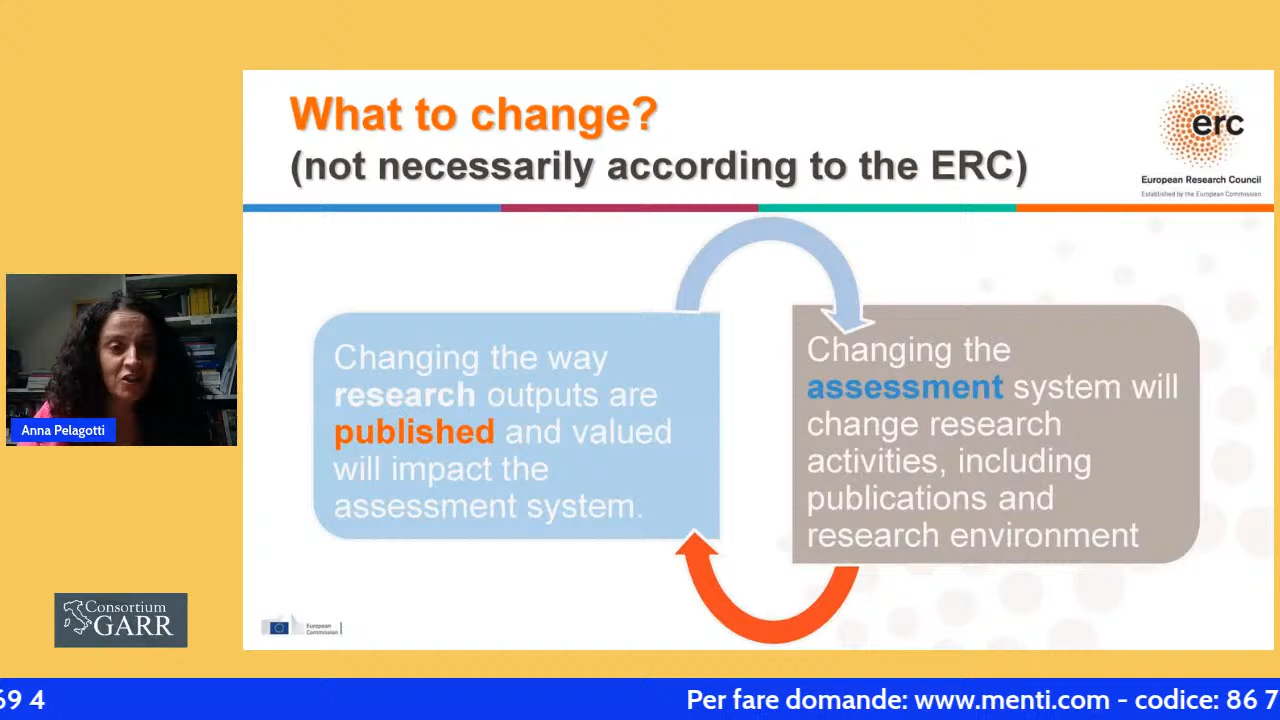 What to change?
(not necessarily according to the ERC)
erc
European Research Council
Established by the European Commission
Changing the way
research outputs are
published and valued
will impact the
assessment system.
Changing the
assessment system will
change research
activities, including
publications and
research environment
Anna Pelagotti
Consortium
GARR
European
Commission
69 4
Per fare domande: www.menti.com - codice: 86 7